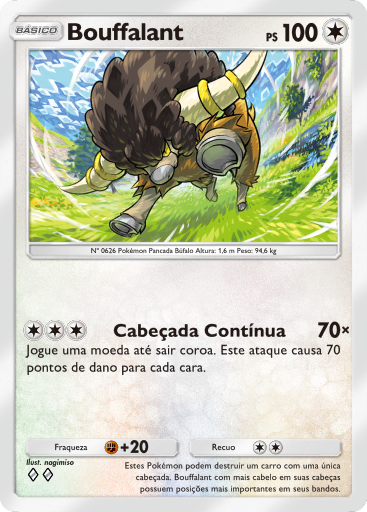 BÁSICO Bouffalant PS 100
Nº 0626 Pokémon Pancada Búfalo Altura: 1,6 m Peso: 94,6 kg
Cabeçada Contínua 70×
Jogue uma moeda até sair coroa. Este ataque causa 70
pontos de dano para cada cara.
Fraqueza +20 Recuo
Ilust. nagimiso
Estes Pokémon podem destruir um carro com uma única
cabeçada. Bouffalant com mais cabelo em suas cabeças
possuem posições mais importantes em seus bandos.